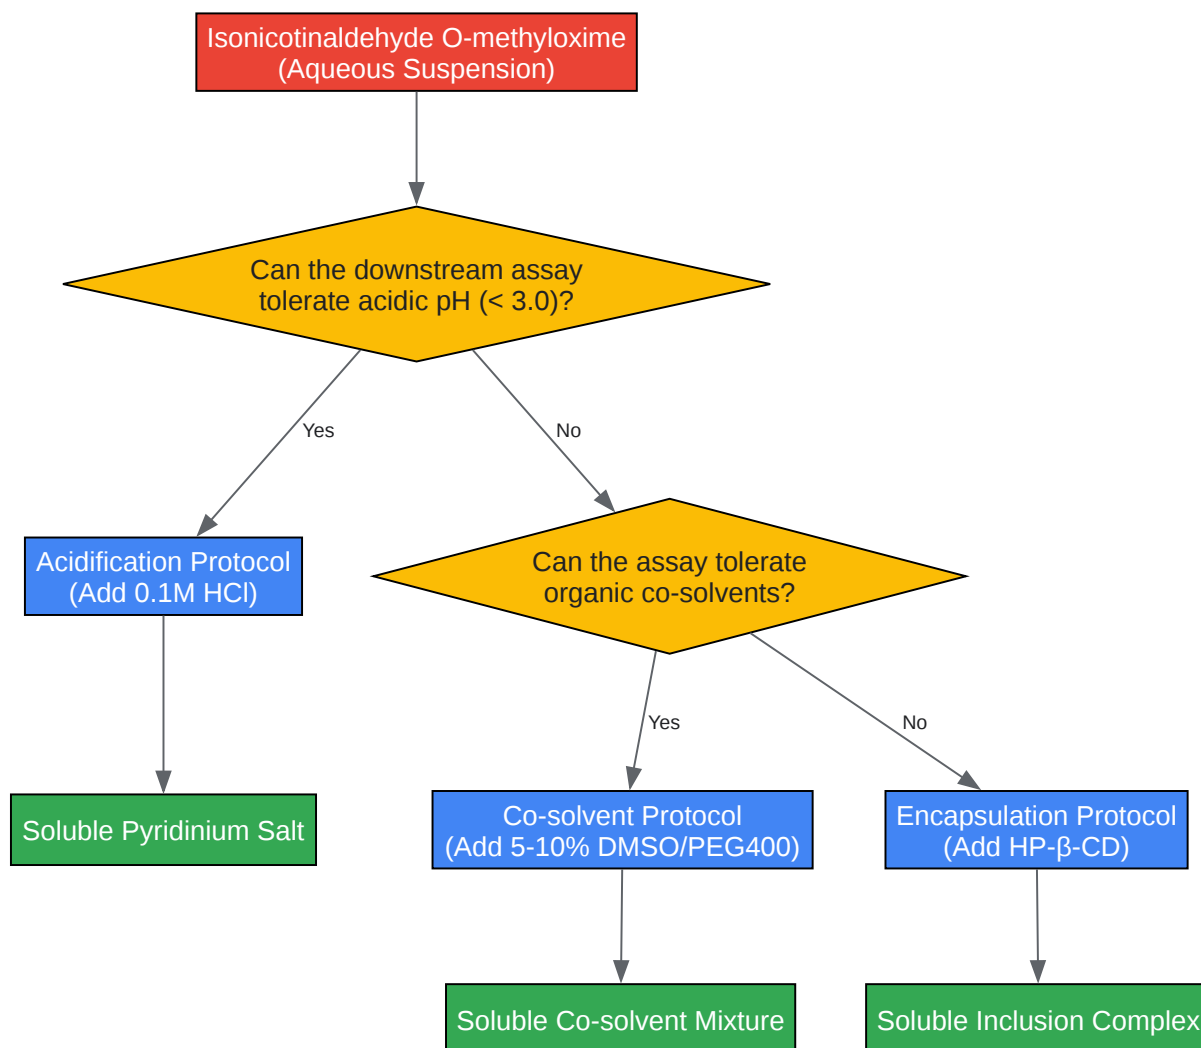 Isonicotinaldehyde O-methyloxime
(Aqueous Suspension)
Can the downstream assay
tolerate acidic pH (< 3.0)?
Yes
No
Acidification Protocol
(Add 0.1M HCl)
Can the assay tolerate
organic co-solvents?
Yes
No
Soluble Pyridinium Salt
Co-solvent Protocol
(Add 5-10% DMSO/PEG400)
Encapsulation Protocol
(Add HP-β-CD)
Soluble Co-solvent Mixture
Soluble Inclusion Complex